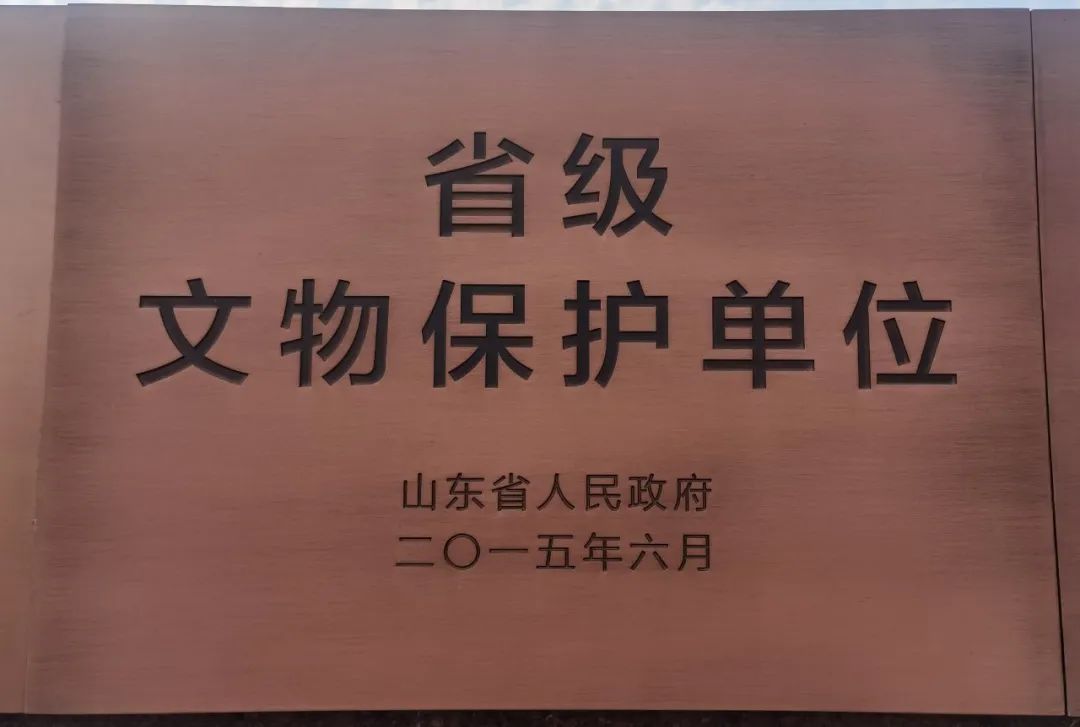 省级
文物保护单位
山东省人民政府
二〇一五年六月